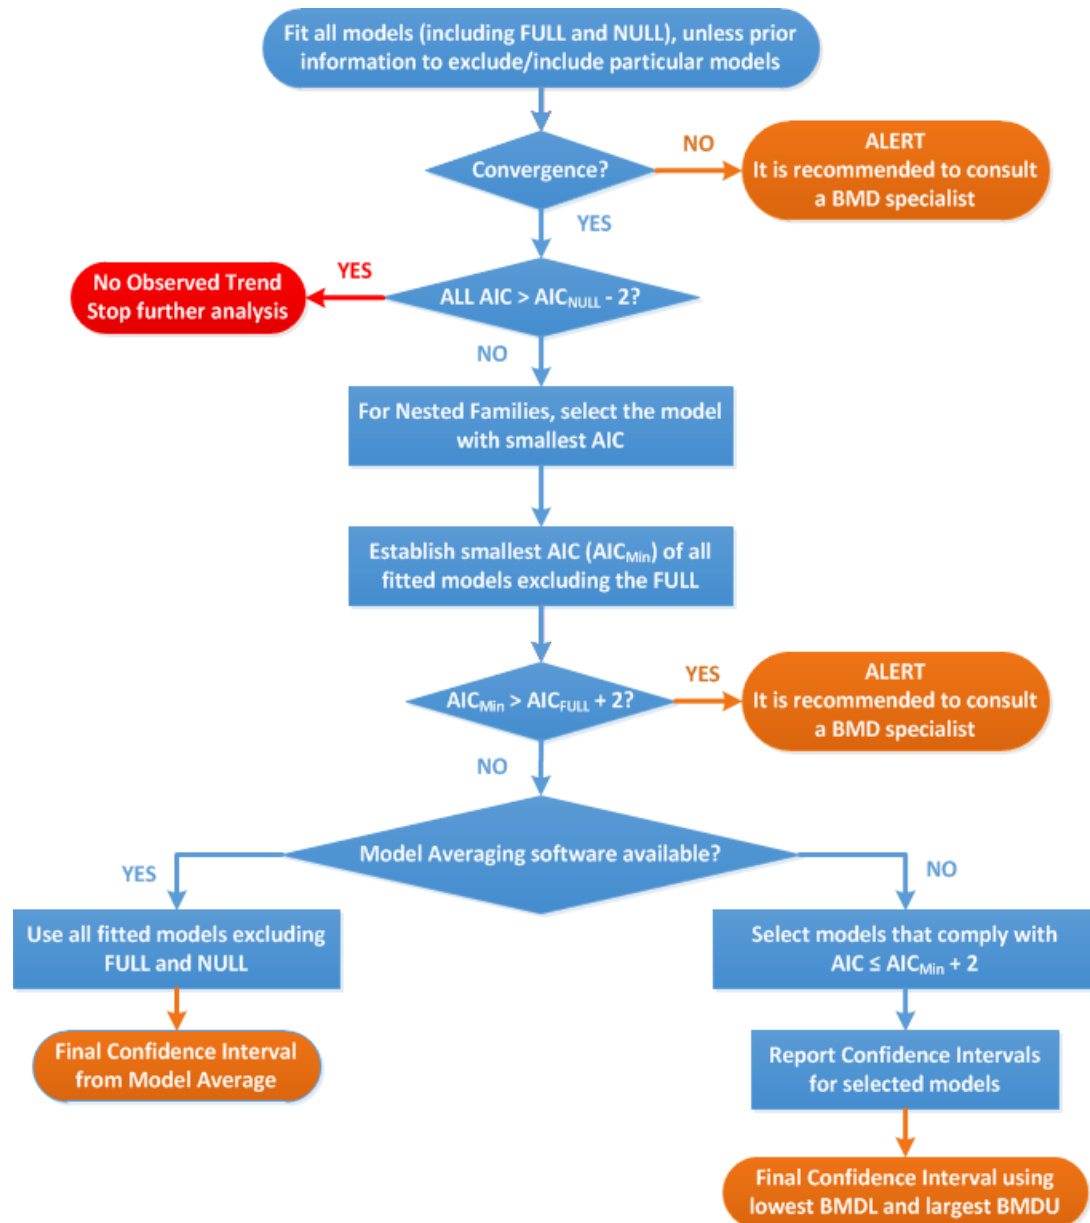 Fit all models (including FULL and NULL), unless prior
information to exclude/include particular models
Convergence?
NO
ALERT
It is recommended to consult
a BMD specialist
YES
ALL AIC > AICNULL - 2?
YES
No Observed Trend
Stop further analysis
NO
For Nested Families, select the model
with smallest AIC
Establish smallest AIC (AICMin) of all
fitted models excluding the FULL
AICMin > AICFULL + 2?
YES
ALERT
It is recommended to consult
a BMD specialist
NO
Model Averaging software available?
YES
NO
Use all fitted models excluding
FULL and NULL
Final Confidence Interval
from Model Average
Select models that comply with
AIC ≤ AICMin + 2
Report Confidence Intervals
for selected models
Final Confidence Interval using
lowest BMDL and largest BMDU